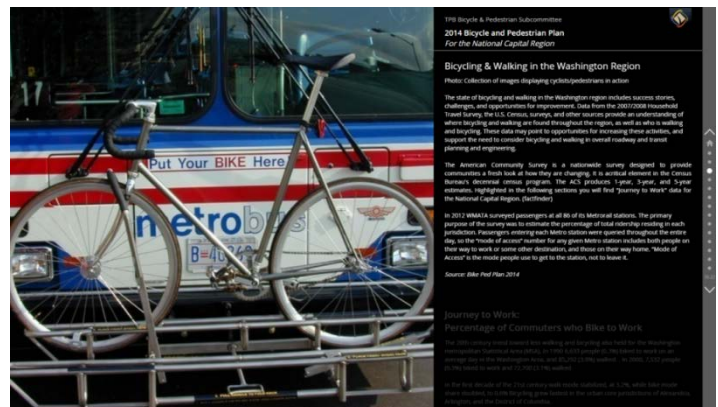 17
Put Your BIKE Here
metrobus
TPB Bicycle & Pedestrian Subcommittee
2014 Bicycle and Pedestrian Plan
For the National Capital Region
Bicycling & Walking in the Washington Region
Photo: Collection of images displaying cyclists/pedestrians in action
The state of bicycling and walking in the Washington region includes success stories,
challenges, and opportunities for improvement. Data from the 2007/2008 Household
Travel Survey, the U.S. Census, surveys, and other sources provide an understanding of
where bicycling and walking are found throughout the region, as well as who is walking
and bicycling. These data may point to opportunities for increasing these activities, and
support the need to consider bicycling and walking in overall roadway and transit
planning and engineering.
The American Community Survey is a nationwide survey designed to provide
communities a fresh look at how they are changing. It is acritical element in the Census
Bureau's decennial census program. The ACS produces 1-year, 3-year, and 5-year
estimates. Highlighted in the following sections you will find "Journey to Work" data for
the National Capital Region. (factfinder)
In 2012 WMATA surveyed passengers at all 86 of its Metorail stations. The primary
purpose of the survey was to estimate the percentage of total ridership residing in each
jurisdiction. Passengers entering each Metro station were queried throughout the entire
day, so the "mode of access" number for any given Metro station includes both people on
their way to work or some other destination, and those on their way home. "Mode of
Access" is the mode people use to get to the station, not to leave it.
Source: Bike Ped Plan 2014
Journey to Work:
Percentage of Commuters who Bike to Work